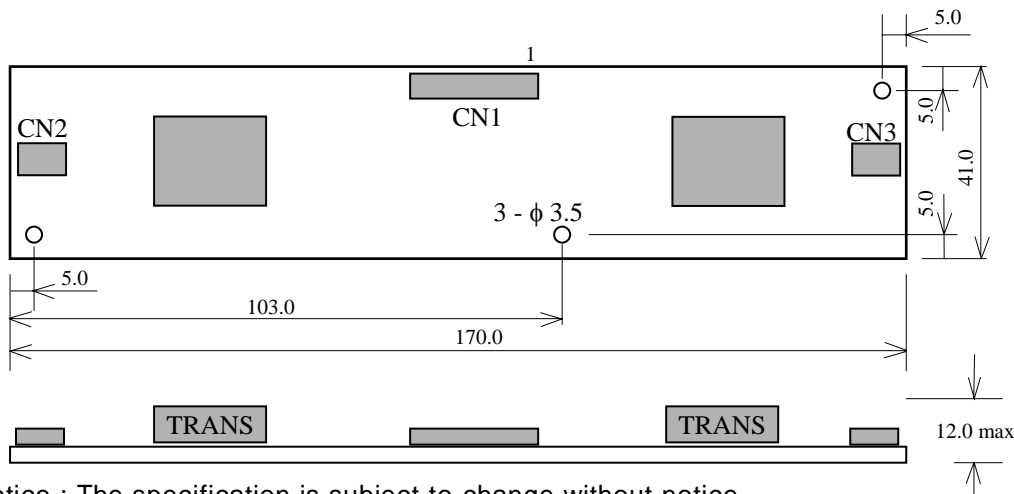 5.0
1
CN1
CN2
CN3
5.0
41.0
5.0
3 - ϕ 3.5
5.0
103.0
170.0
TRANS
TRANS
12.0 max
: The specification is subject to change without notice